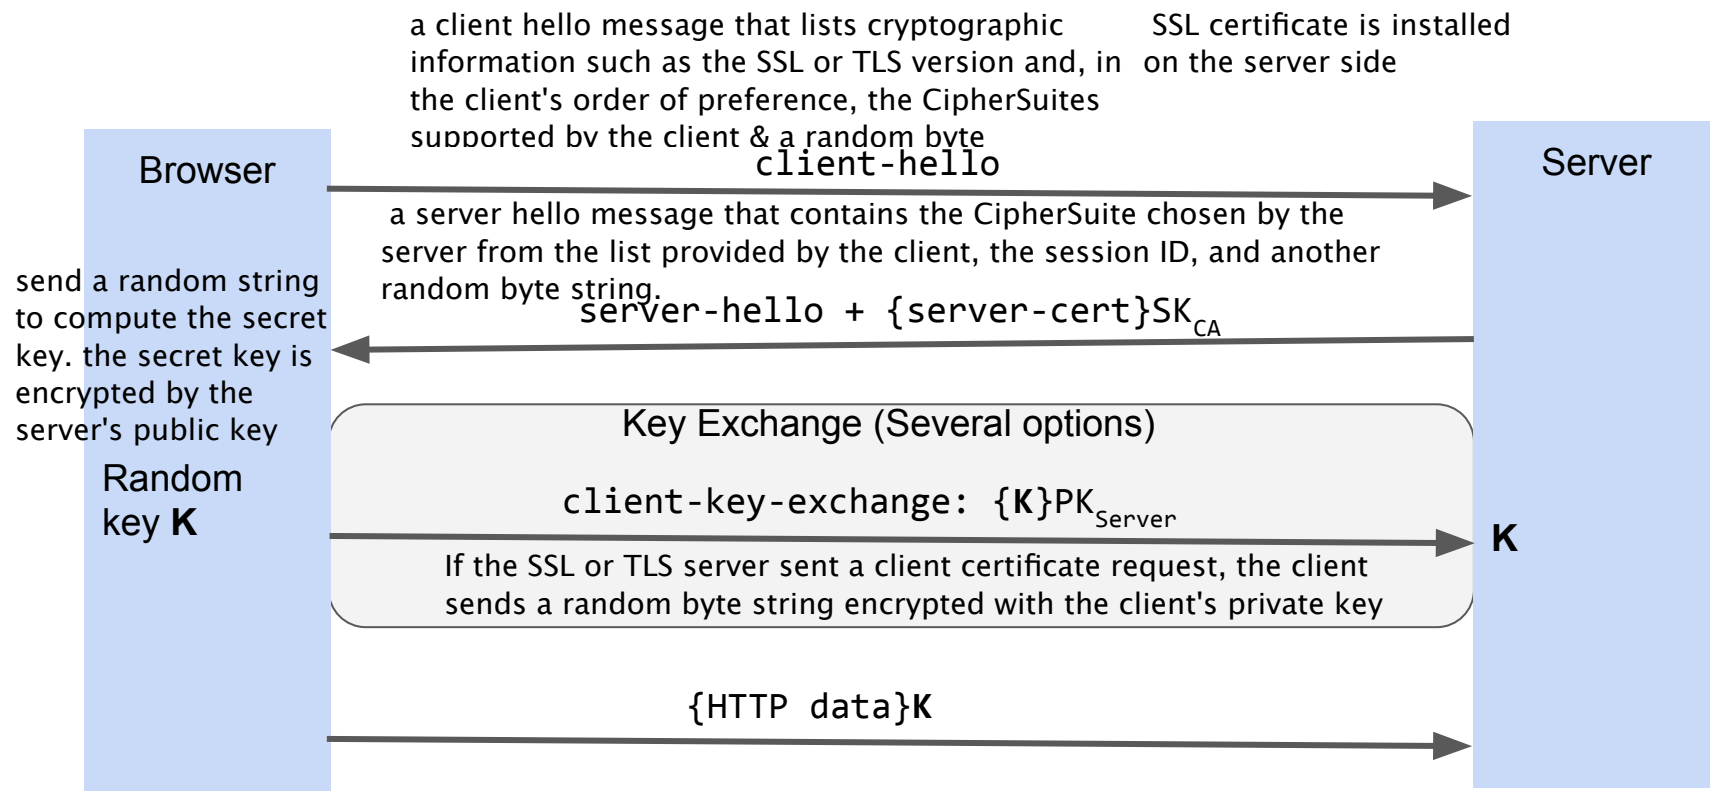 a client hello message that lists cryptographic
information such as the SSL or TLS version and, in
the client's order of preference, the CipherSuites
supported by the client & a random byte
SSL certificate is installed
on the server side
Browser
client-hello
Server
a server hello message that contains the CipherSuite chosen by the
server from the list provided by the client, the session ID, and another
random byte string.
send a random string
to compute the secret
key. the secret key is
encrypted by the
server's public key
server-hello + {server-cert}SK_CA
Key Exchange (Several options)
Random
key K
client-key-exchange: {K}PK_Server
K
If the SSL or TLS server sent a client certificate request, the client
sends a random byte string encrypted with the client's private key
{HTTP data}K